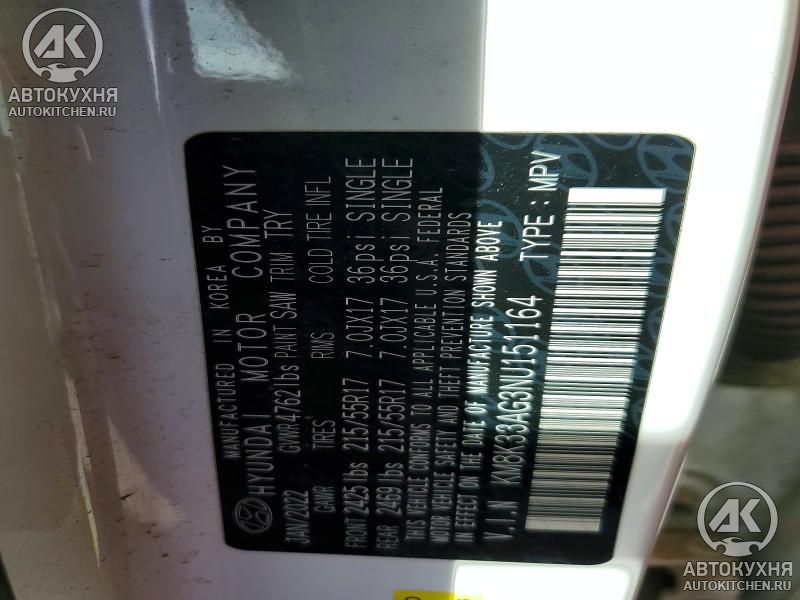 AK
АВТОКУХНЯ
AUTOKITCHEN.RU
MANUFACTURED IN KOREA BY
HYUNDAI MOTOR COMPANY
JAN/2022 GVWR 4762 lbs PAINT SAW TRIM TRY
GAWR TIRES RIMS COLD TIRE INFL
FRONT 2425 lbs 215/55R17 7.0JX17 36psi SINGLE
REAR 2469 lbs 215/55R17 7.0JX17 36psi SINGLE
THIS VEHICLE CONFORMS TO ALL APPLICABLE U.S.A. FEDERAL
MOTOR VEHICLE SAFETY AND THEFT PREVENTION STANDARDS
IN EFFECT ON THE DATE OF MANUFACTURE SHOWN ABOVE
V.I.N KM8K33AG3NU151164 TYPE : MPV
AK
АВТОКУХНЯ
AUTOKITCHEN.RU